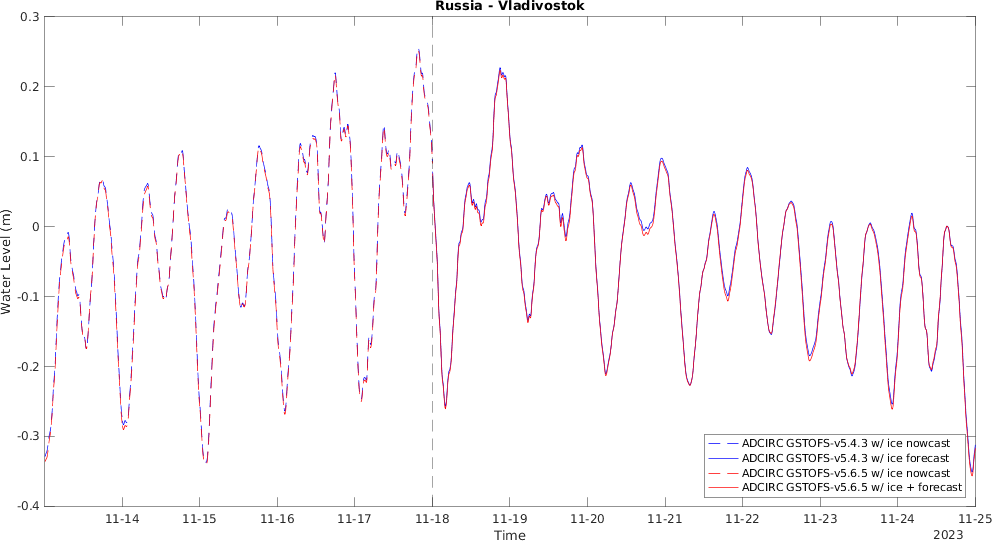 Russia - Vladivostok
Water Level (m)
0.3
0.2
0.1
0
-0.1
-0.2
-0.3
-0.4
ADCIRC GSTOFS-v5.4.3 w/ ice nowcast
ADCIRC GSTOFS-v5.4.3 w/ ice forecast
ADCIRC GSTOFS-v5.6.5 w/ ice nowcast
ADCIRC GSTOFS-v5.6.5 w/ ice + forecast
11-14 11-15 11-16 11-17 11-18 11-19 11-20 11-21 11-22 11-23 11-24 11-25
Time
2023